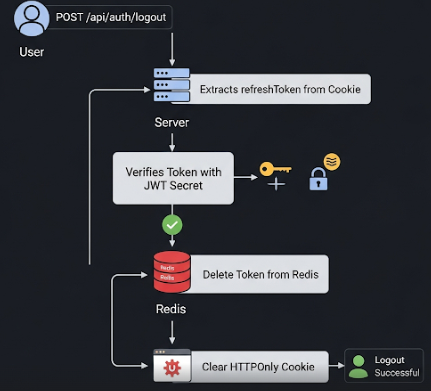 POST /api/auth/logout
User
Extracts refreshToken from Cookie
Server
Verifies Token with
JWT Secret
Redis
Redis
Delete Token from Redis
Redis
Clear HTTPOnly Cookie
Logout
Successful